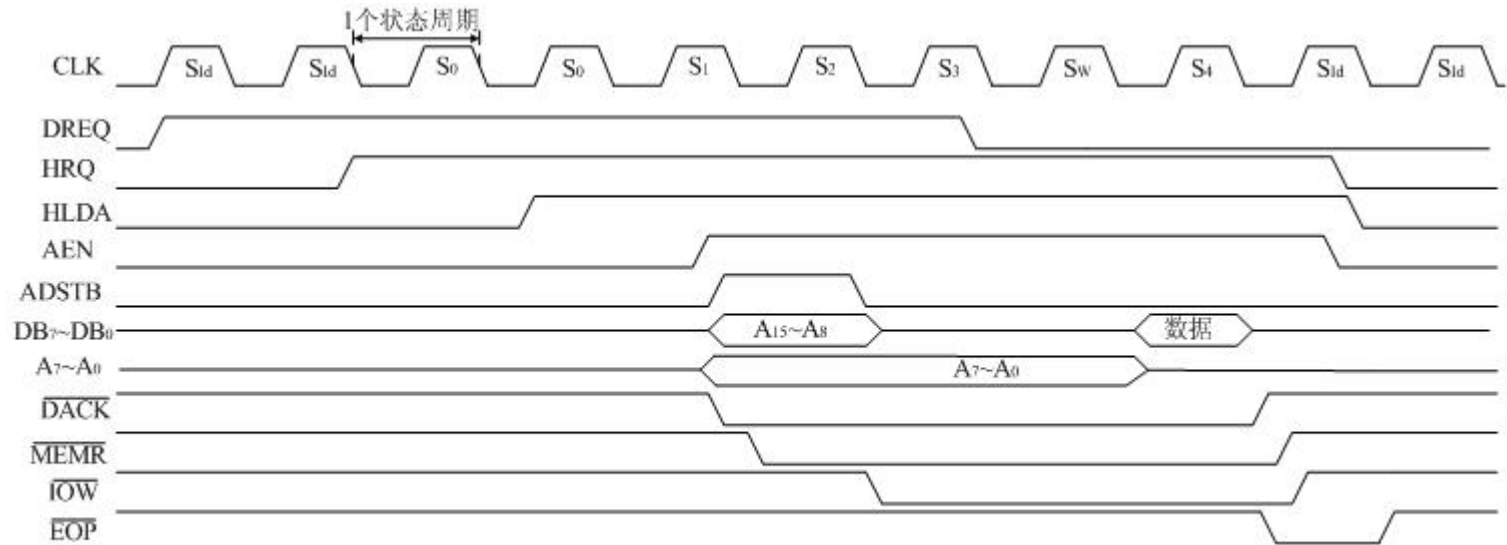 1个状态周期
CLK SId SId S0 S0 S1 S2 S3 SW S4 SId SId
DREQ
HRQ
HLDA
AEN
ADSTB
DB7~DB0 A15~A8 数据
A7~A0 A7~A0
DACK
MEMR
IOW
EOP